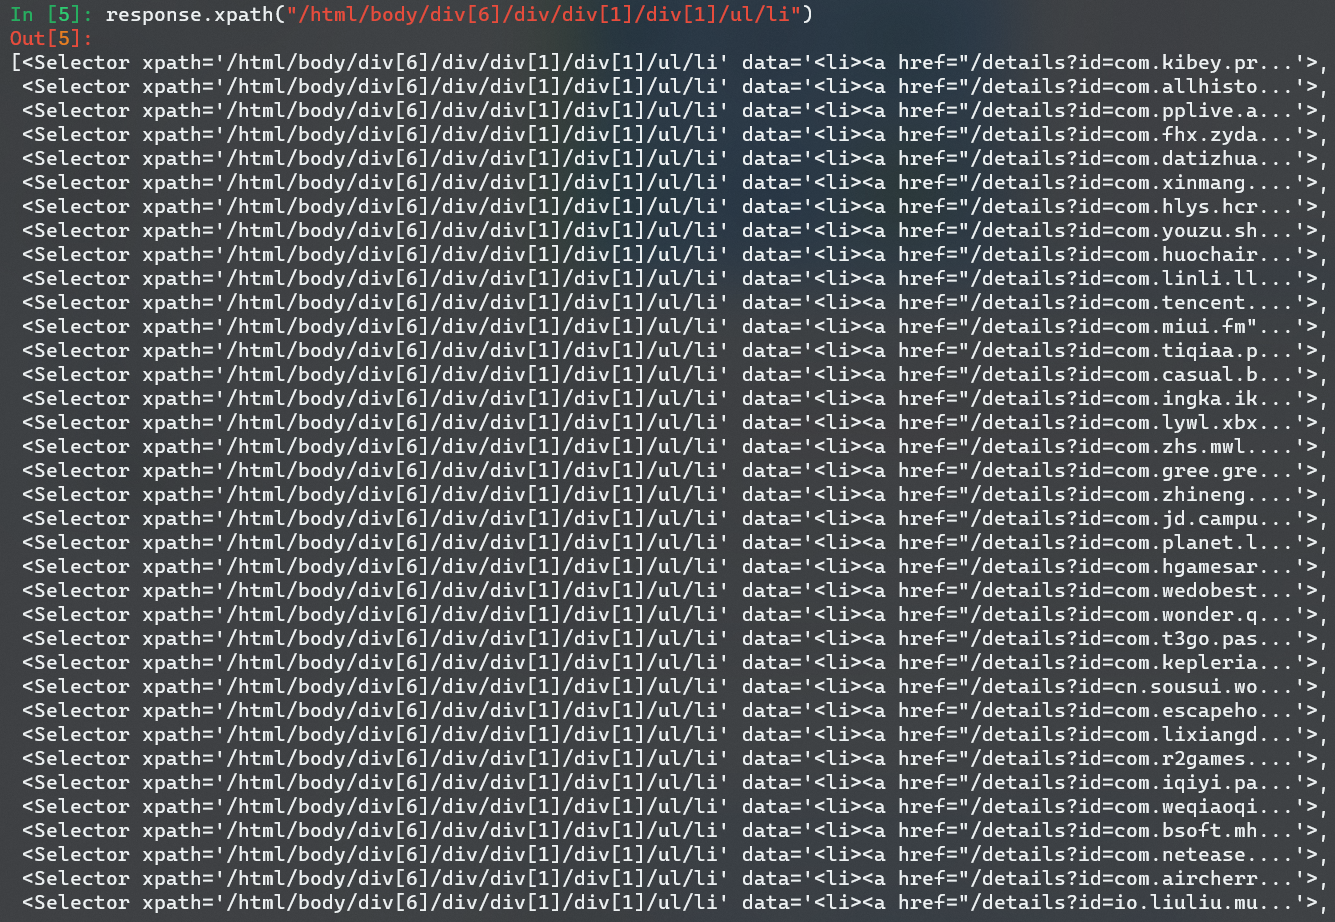 In [5]: response.xpath("/html/body/div[6]/div/div[1]/div[1]/ul/li")
Out[5]:
[<Selector xpath='/html/body/div[6]/div/div[1]/div[1]/ul/li' data='<li><a href="/details?id=com.kibey.pr...'>,
 <Selector xpath='/html/body/div[6]/div/div[1]/div[1]/ul/li' data='<li><a href="/details?id=com.allhisto...'>,
 <Selector xpath='/html/body/div[6]/div/div[1]/div[1]/ul/li' data='<li><a href="/details?id=com.pplive.a...'>,
 <Selector xpath='/html/body/div[6]/div/div[1]/div[1]/ul/li' data='<li><a href="/details?id=com.fhx.zyda...'>,
 <Selector xpath='/html/body/div[6]/div/div[1]/div[1]/ul/li' data='<li><a href="/details?id=com.datizhua...'>,
 <Selector xpath='/html/body/div[6]/div/div[1]/div[1]/ul/li' data='<li><a href="/details?id=com.xinmang....'>,
 <Selector xpath='/html/body/div[6]/div/div[1]/div[1]/ul/li' data='<li><a href="/details?id=com.hlys.hcr...'>,
 <Selector xpath='/html/body/div[6]/div/div[1]/div[1]/ul/li' data='<li><a href="/details?id=com.youzu.sh...'>,
 <Selector xpath='/html/body/div[6]/div/div[1]/div[1]/ul/li' data='<li><a href="/details?id=com.huochair...'>,
 <Selector xpath='/html/body/div[6]/div/div[1]/div[1]/ul/li' data='<li><a href="/details?id=com.linli.ll...'>,
 <Selector xpath='/html/body/div[6]/div/div[1]/div[1]/ul/li' data='<li><a href="/details?id=com.tencent....'>,
 <Selector xpath='/html/body/div[6]/div/div[1]/div[1]/ul/li' data='<li><a href="/details?id=com.miui.fm"...'>,
 <Selector xpath='/html/body/div[6]/div/div[1]/div[1]/ul/li' data='<li><a href="/details?id=com.tiqiaa.p...'>,
 <Selector xpath='/html/body/div[6]/div/div[1]/div[1]/ul/li' data='<li><a href="/details?id=com.casual.b...'>,
 <Selector xpath='/html/body/div[6]/div/div[1]/div[1]/ul/li' data='<li><a href="/details?id=com.ingka.ik...'>,
 <Selector xpath='/html/body/div[6]/div/div[1]/div[1]/ul/li' data='<li><a href="/details?id=com.lywl.xbx...'>,
 <Selector xpath='/html/body/div[6]/div/div[1]/div[1]/ul/li' data='<li><a href="/details?id=com.zhs.mwl....'>,
 <Selector xpath='/html/body/div[6]/div/div[1]/div[1]/ul/li' data='<li><a href="/details?id=com.gree.gre...'>,
 <Selector xpath='/html/body/div[6]/div/div[1]/div[1]/ul/li' data='<li><a href="/details?id=com.zhineng....'>,
 <Selector xpath='/html/body/div[6]/div/div[1]/div[1]/ul/li' data='<li><a href="/details?id=com.jd.campu...'>,
 <Selector xpath='/html/body/div[6]/div/div[1]/div[1]/ul/li' data='<li><a href="/details?id=com.planet.l...'>,
 <Selector xpath='/html/body/div[6]/div/div[1]/div[1]/ul/li' data='<li><a href="/details?id=com.hgamesar...'>,
 <Selector xpath='/html/body/div[6]/div/div[1]/div[1]/ul/li' data='<li><a href="/details?id=com.wedobest...'>,
 <Selector xpath='/html/body/div[6]/div/div[1]/div[1]/ul/li' data='<li><a href="/details?id=com.wonder.q...'>,
 <Selector xpath='/html/body/div[6]/div/div[1]/div[1]/ul/li' data='<li><a href="/details?id=com.t3go.pas...'>,
 <Selector xpath='/html/body/div[6]/div/div[1]/div[1]/ul/li' data='<li><a href="/details?id=com.kepleria...'>,
 <Selector xpath='/html/body/div[6]/div/div[1]/div[1]/ul/li' data='<li><a href="/details?id=cn.sousui.wo...'>,
 <Selector xpath='/html/body/div[6]/div/div[1]/div[1]/ul/li' data='<li><a href="/details?id=com.escapeho...'>,
 <Selector xpath='/html/body/div[6]/div/div[1]/div[1]/ul/li' data='<li><a href="/details?id=com.lixiangd...'>,
 <Selector xpath='/html/body/div[6]/div/div[1]/div[1]/ul/li' data='<li><a href="/details?id=com.r2games....'>,
 <Selector xpath='/html/body/div[6]/div/div[1]/div[1]/ul/li' data='<li><a href="/details?id=com.iqiyi.pa...'>,
 <Selector xpath='/html/body/div[6]/div/div[1]/div[1]/ul/li' data='<li><a href="/details?id=com.weqiaoqi...'>,
 <Selector xpath='/html/body/div[6]/div/div[1]/div[1]/ul/li' data='<li><a href="/details?id=com.bsoft.mh...'>,
 <Selector xpath='/html/body/div[6]/div/div[1]/div[1]/ul/li' data='<li><a href="/details?id=com.netease....'>,
 <Selector xpath='/html/body/div[6]/div/div[1]/div[1]/ul/li' data='<li><a href="/details?id=com.aircherr...'>,
 <Selector xpath='/html/body/div[6]/div/div[1]/div[1]/ul/li' data='<li><a href="/details?id=io.liuliu.mu...'>,